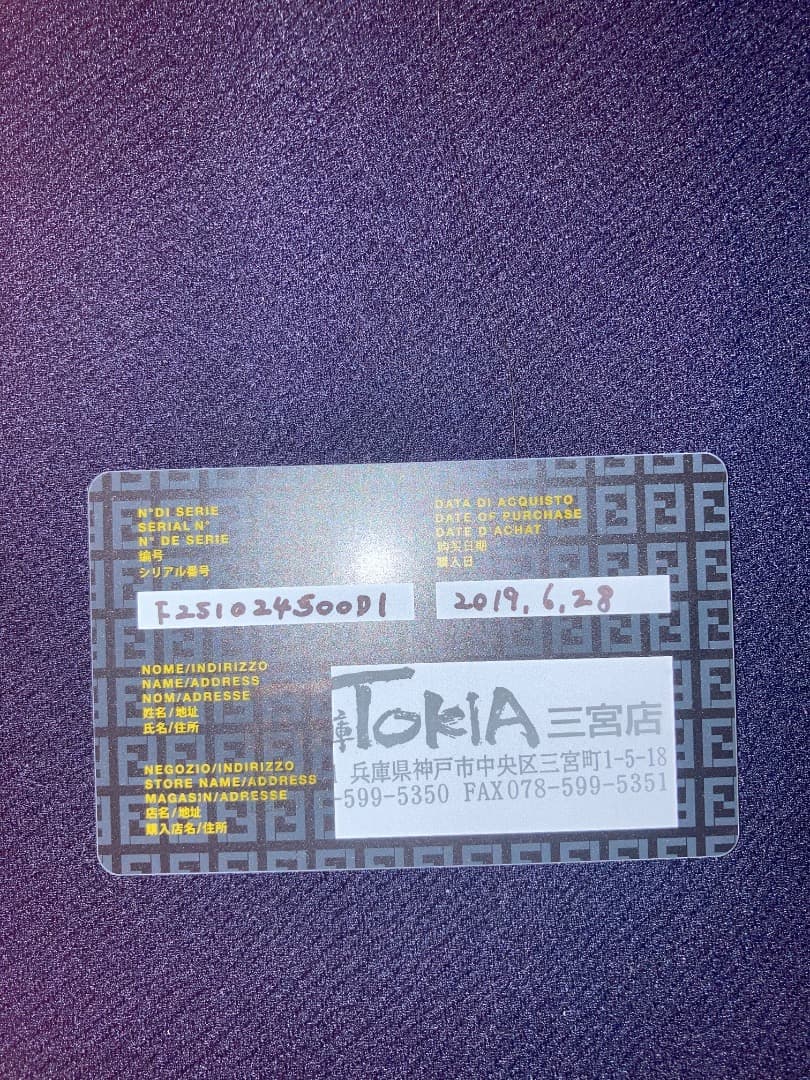 N°DI SERIE
SERIAL N°
N° DE SERIE
编号
シリアル番号
F251024500D1
DATA DI ACQUISTO
DATE OF PURCHASE
DATE D'ACHAT
购买日期
購入日
2019.6.28
NOME/INDIRIZZO
NAME/ADDRESS
NOM/ADRESSE
姓名/地址
氏名/住所
NEGOZIO/INDIRIZZO
STORE NAME/ADDRESS
MAGASIN/ADRESSE
店名/地址
購入店名/住所
庫 TOKIA 三宮店
兵庫県神戸市中央区三宮町1-5-18
-599-5350 FAX078-599-5351